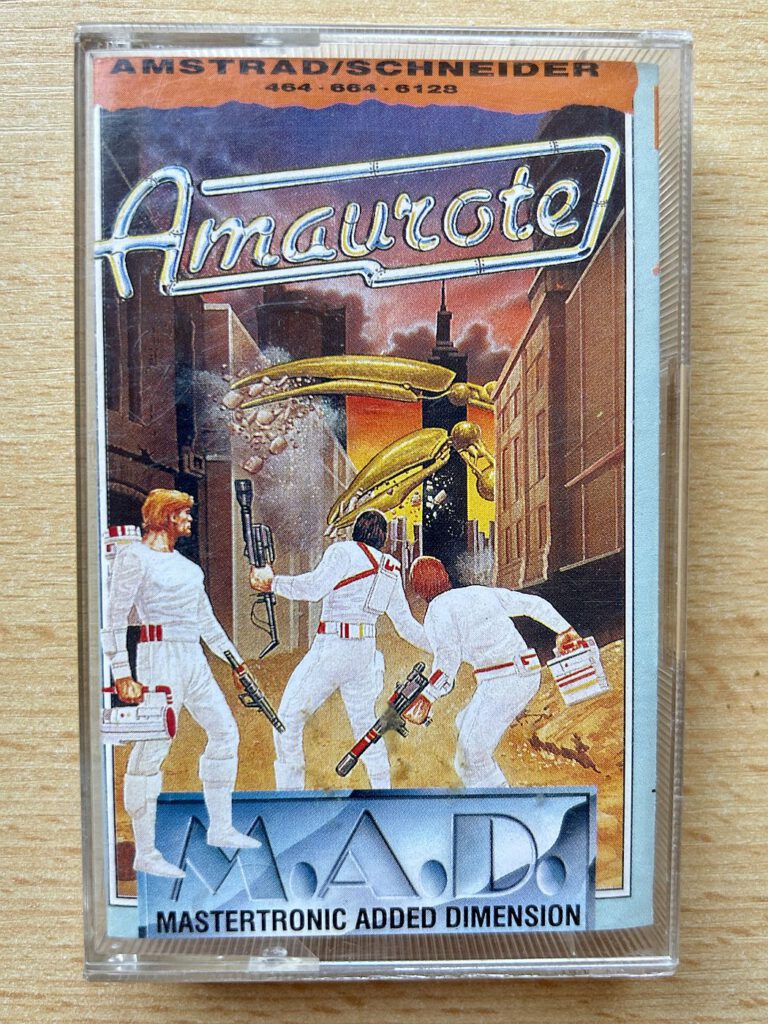 AMSTRAD/SCHNEIDER
464 · 664 · 6128
Amaurote
M.A.D.
MASTERTRONIC ADDED DIMENSION